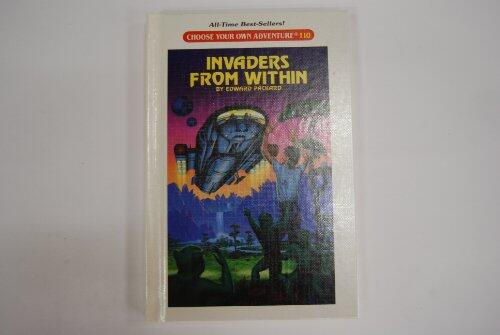 All-Time Best-Sellers!
CHOOSE YOUR OWN ADVENTURE® 110
INVADERS
FROM WITHIN
BY EDWARD PACKARD